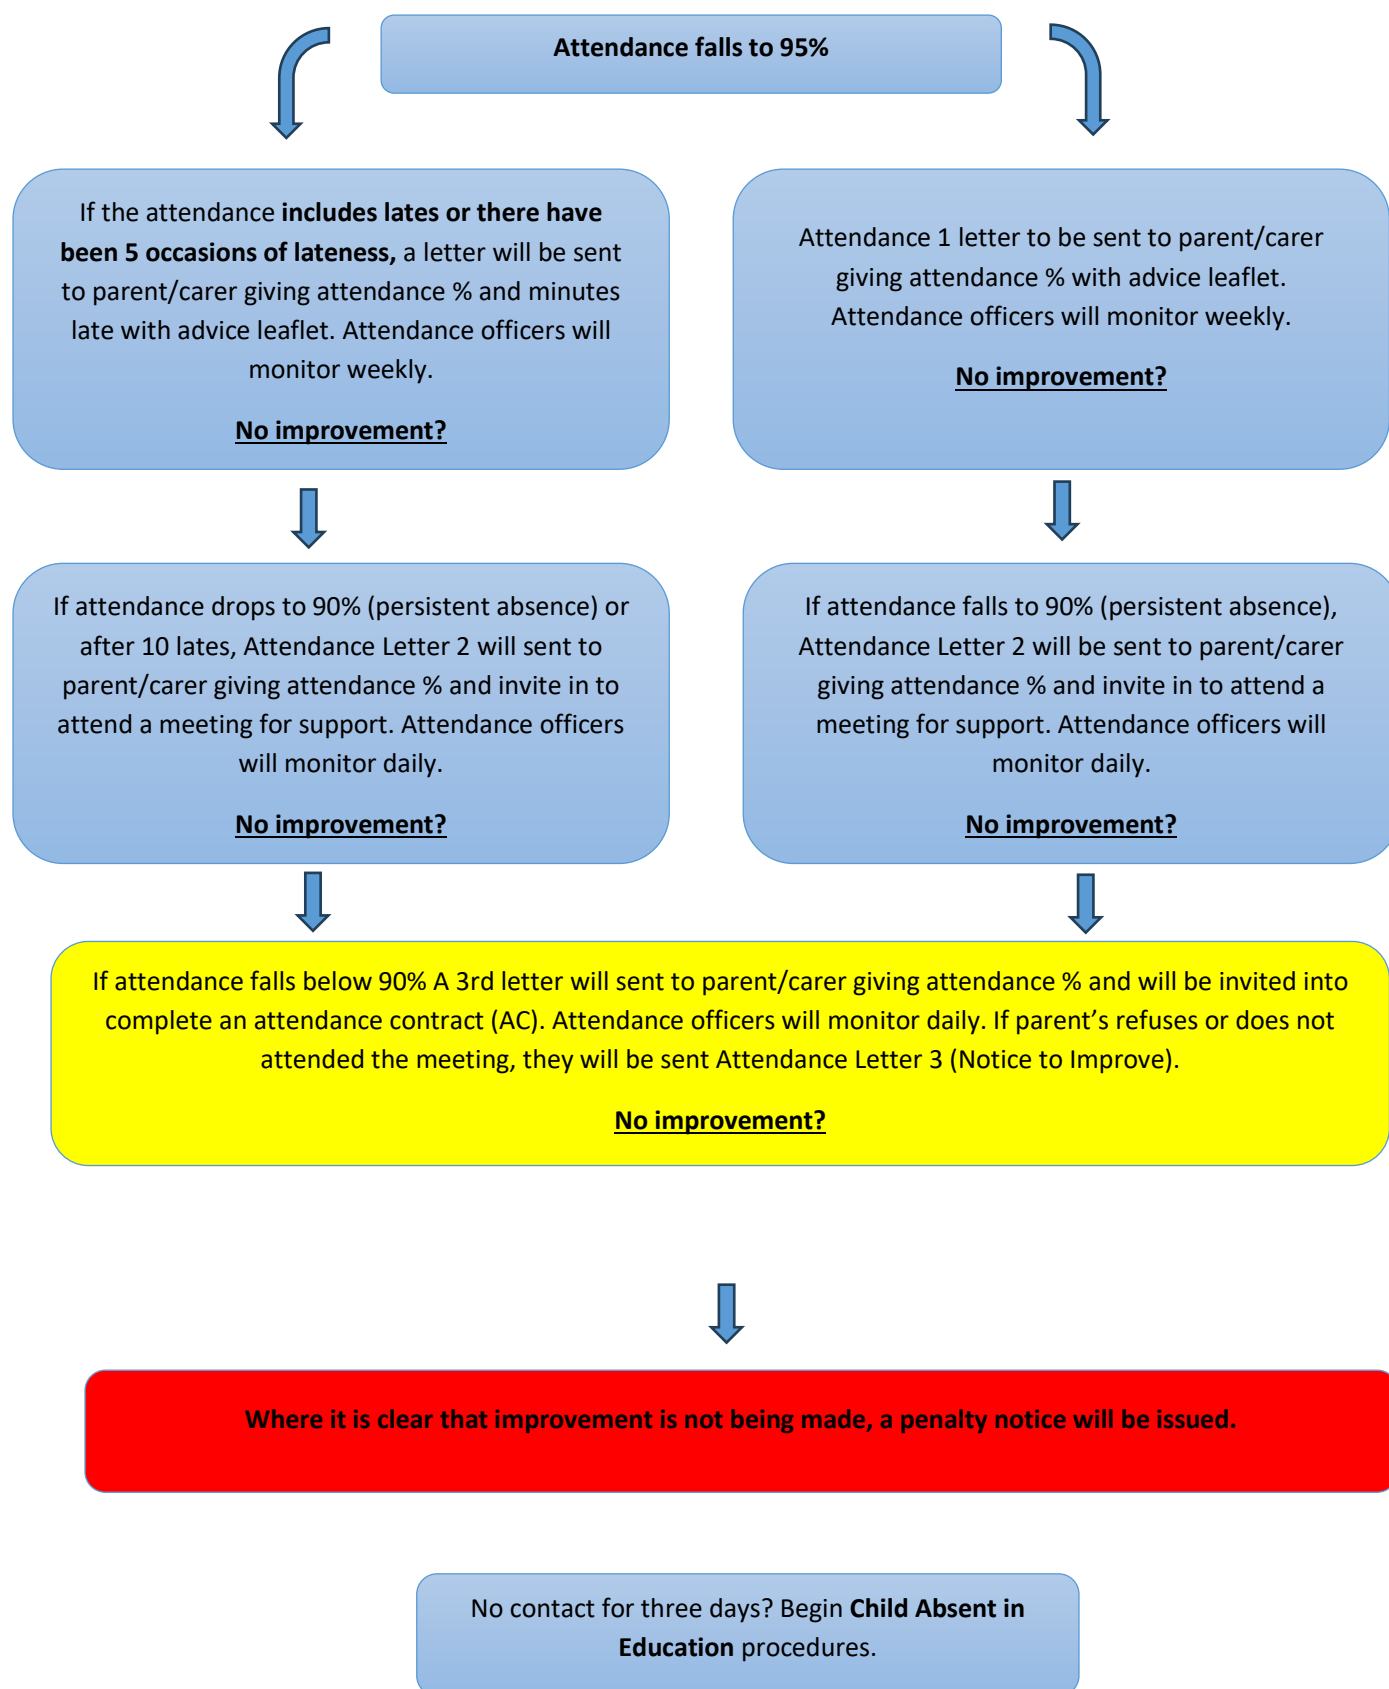 Attendance falls to 95%
If the attendance includes lates or there have
been 5 occasions of lateness, a letter will be sent
to parent/carer giving attendance % and minutes
late with advice leaflet. Attendance officers will
monitor weekly.
No improvement?
Attendance 1 letter to be sent to parent/carer
giving attendance % with advice leaflet.
Attendance officers will monitor weekly.
No improvement?
If attendance drops to 90% (persistent absence) or
after 10 lates, Attendance Letter 2 will sent to
parent/carer giving attendance % and invite in to
attend a meeting for support. Attendance officers
will monitor daily.
No improvement?
If attendance falls to 90% (persistent absence),
Attendance Letter 2 will be sent to parent/carer
giving attendance % and invite in to attend a
meeting for support. Attendance officers will
monitor daily.
No improvement?
If attendance falls below 90% A 3rd letter will sent to parent/carer giving attendance % and will be invited into
complete an attendance contract (AC). Attendance officers will monitor daily. If parent’s refuses or does not
attended the meeting, they will be sent Attendance Letter 3 (Notice to Improve).
No improvement?
Where it is clear that improvement is not being made, a penalty notice will be issued.
No contact for three days? Begin Child Absent in
Education procedures.